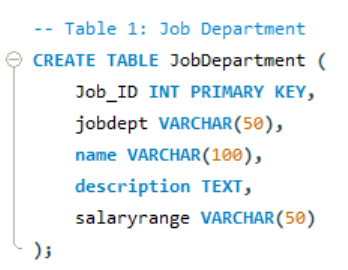 -- Table 1: Job Department
CREATE TABLE JobDepartment (
Job_ID INT PRIMARY KEY,
jobdept VARCHAR(50),
name VARCHAR(100),
description TEXT,
salaryrange VARCHAR(50)
);